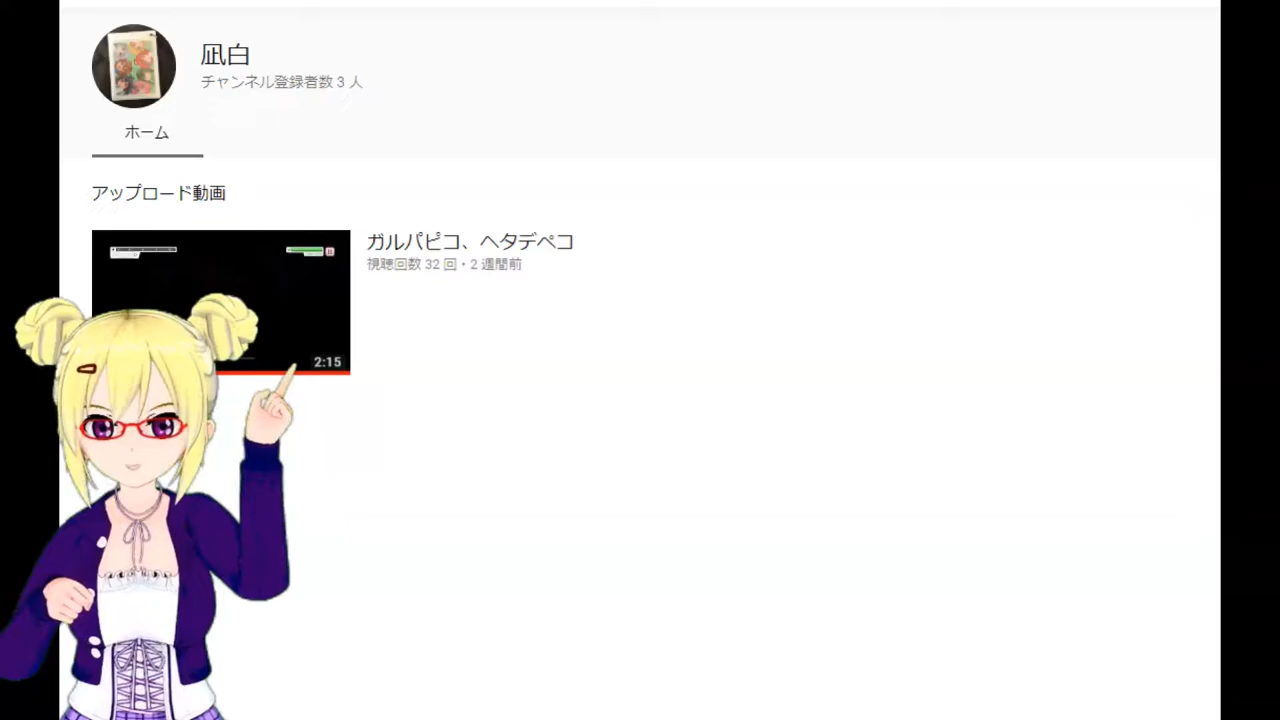 凪白
チャンネル登録者数 3 人
ホーム
アップロード動画
ガルパピコ、ヘタデペコ
視聴回数 32 回・2 週間前
2:15